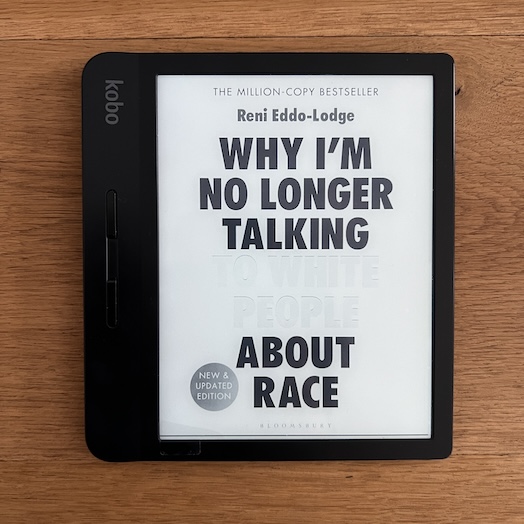 kobo
THE MILLION-COPY BESTSELLER
Reni Eddo-Lodge
WHY I'M
NO LONGER
TALKING
TO WHITE
PEOPLE
ABOUT
RACE
NEW &
UPDATED
EDITION
BLOOMSBURY